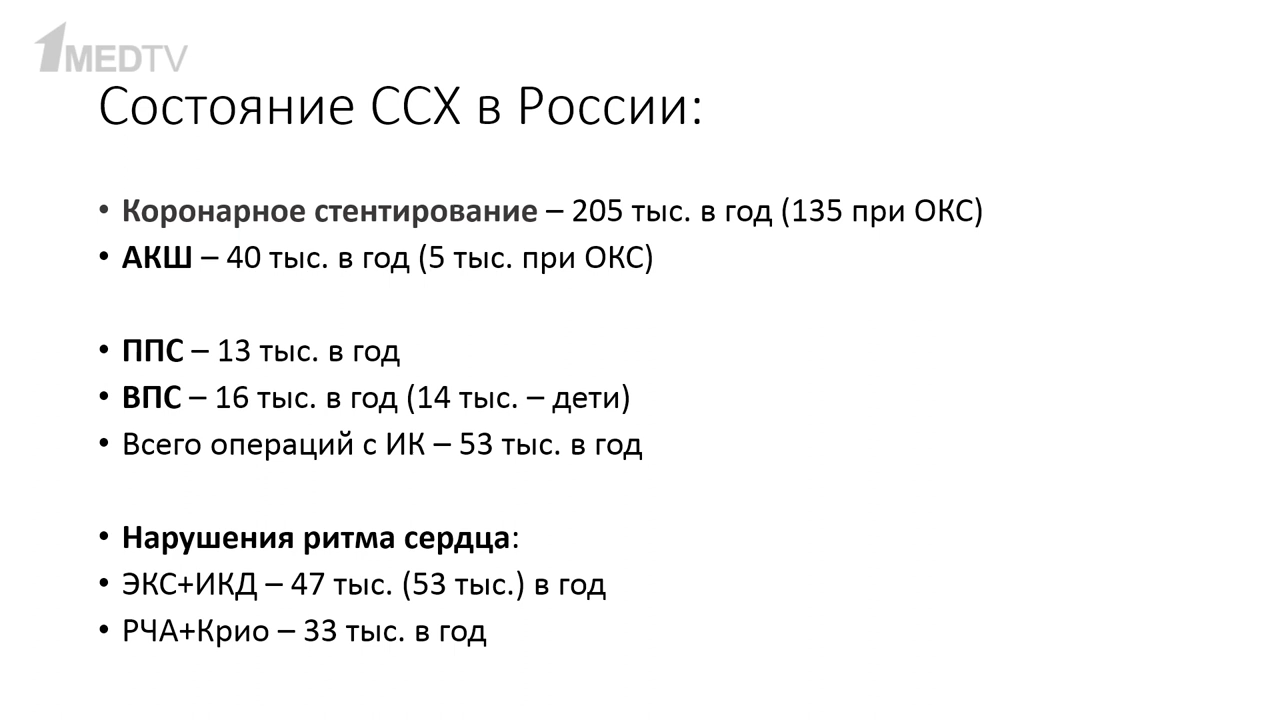 1MEDTV
Состояние ССХ в России:
• Коронарное стентирование – 205 тыс. в год (135 при ОКС)
• АКШ – 40 тыс. в год (5 тыс. при ОКС)
• ППС – 13 тыс. в год
• ВПС – 16 тыс. в год (14 тыс. – дети)
• Всего операций с ИК – 53 тыс. в год
• Нарушения ритма сердца:
• ЭКС+ИКД – 47 тыс. (53 тыс.) в год
• РЧА+Крио – 33 тыс. в год